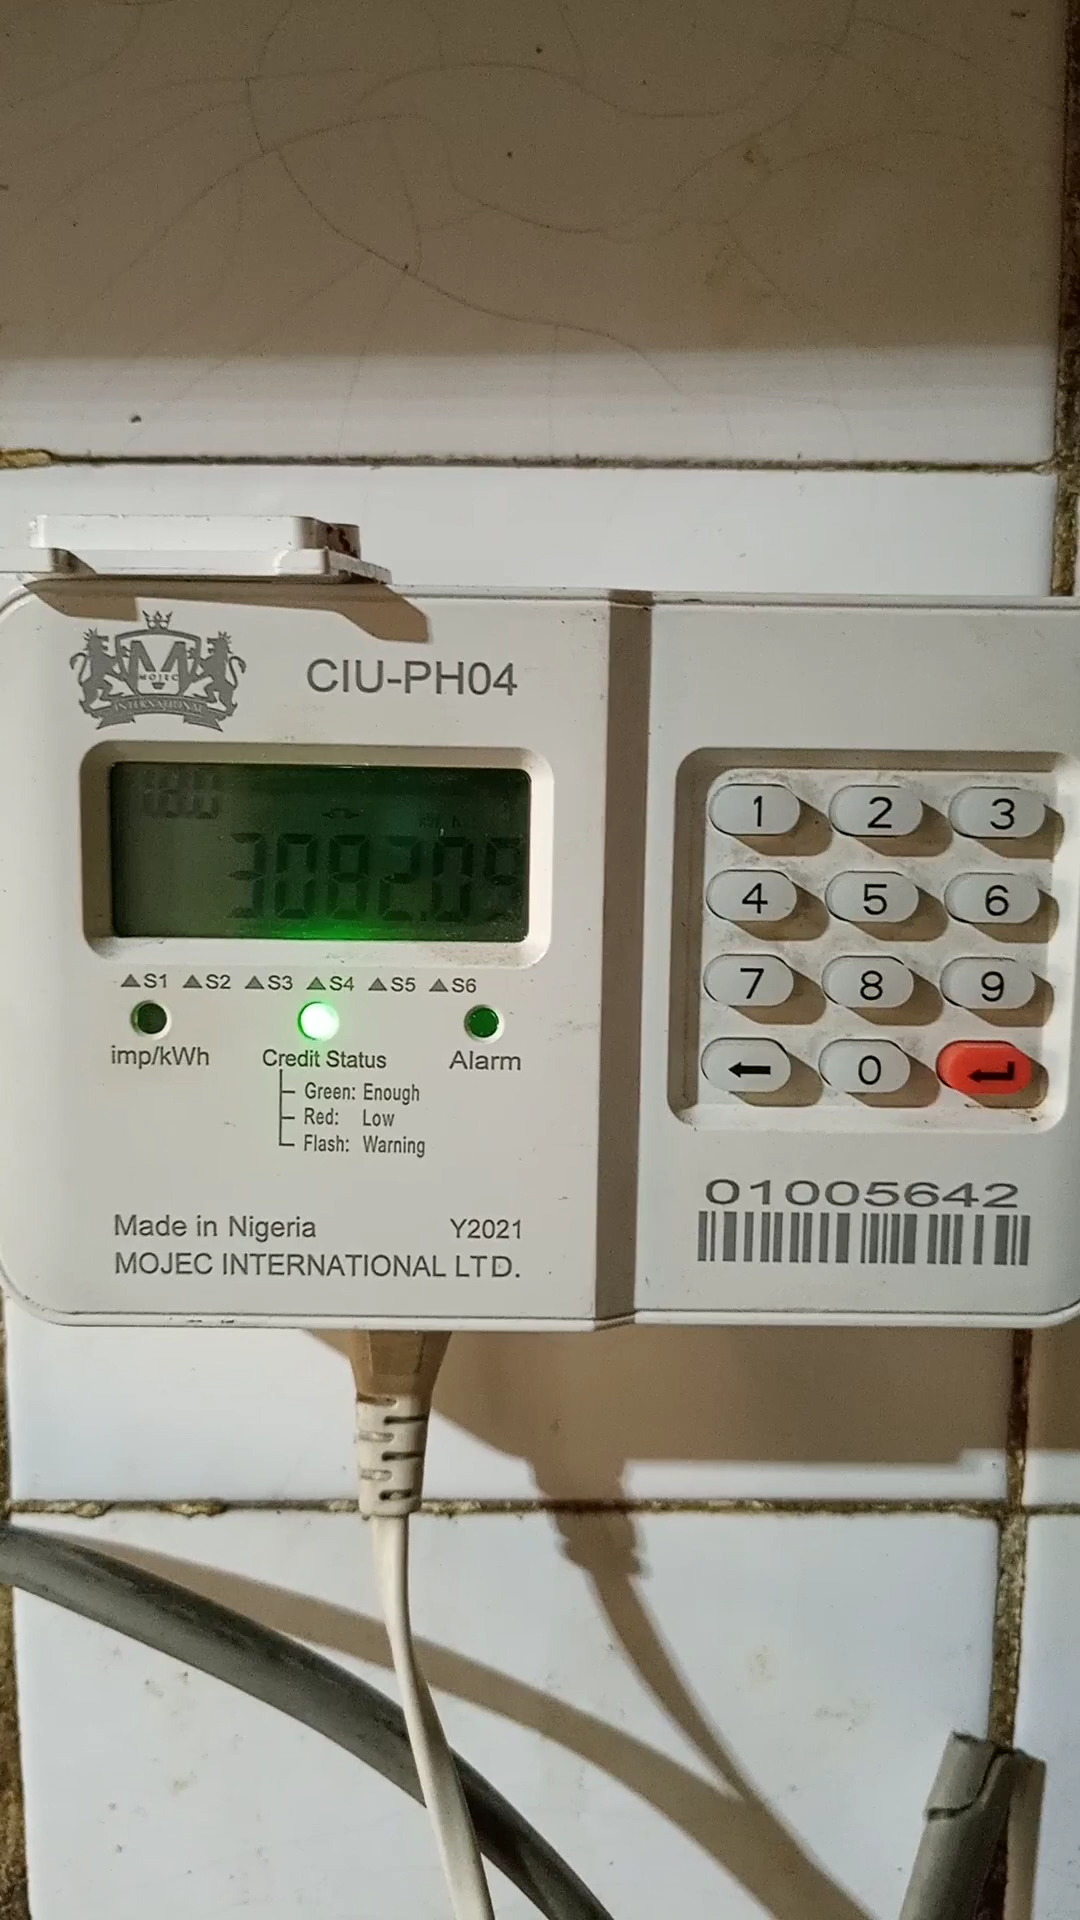 MOJEC
INTERNATIONAL
CIU-PH04
3082.09
▲S1 ▲S2 ▲S3 ▲S4 ▲S5 ▲S6
imp/kWh Credit Status Alarm
Green: Enough
Red: Low
Flash: Warning
Made in Nigeria Y2021
MOJEC INTERNATIONAL LTD.
1 2 3
4 5 6
7 8 9
← 0 ↵
01005642